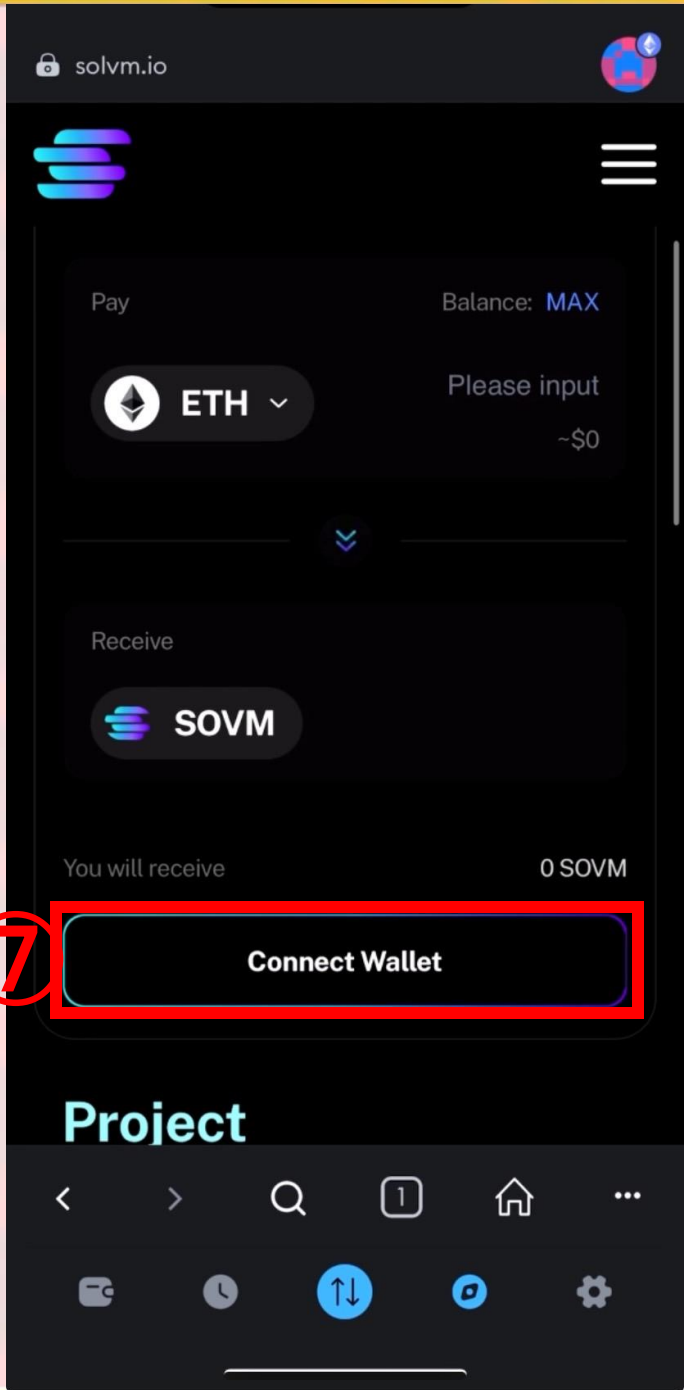 solvm.io
Pay
Balance: MAX
ETH
Please input
~$0
Receive
SOVM
You will receive
0 SOVM
⑦
Connect Wallet
Project
1